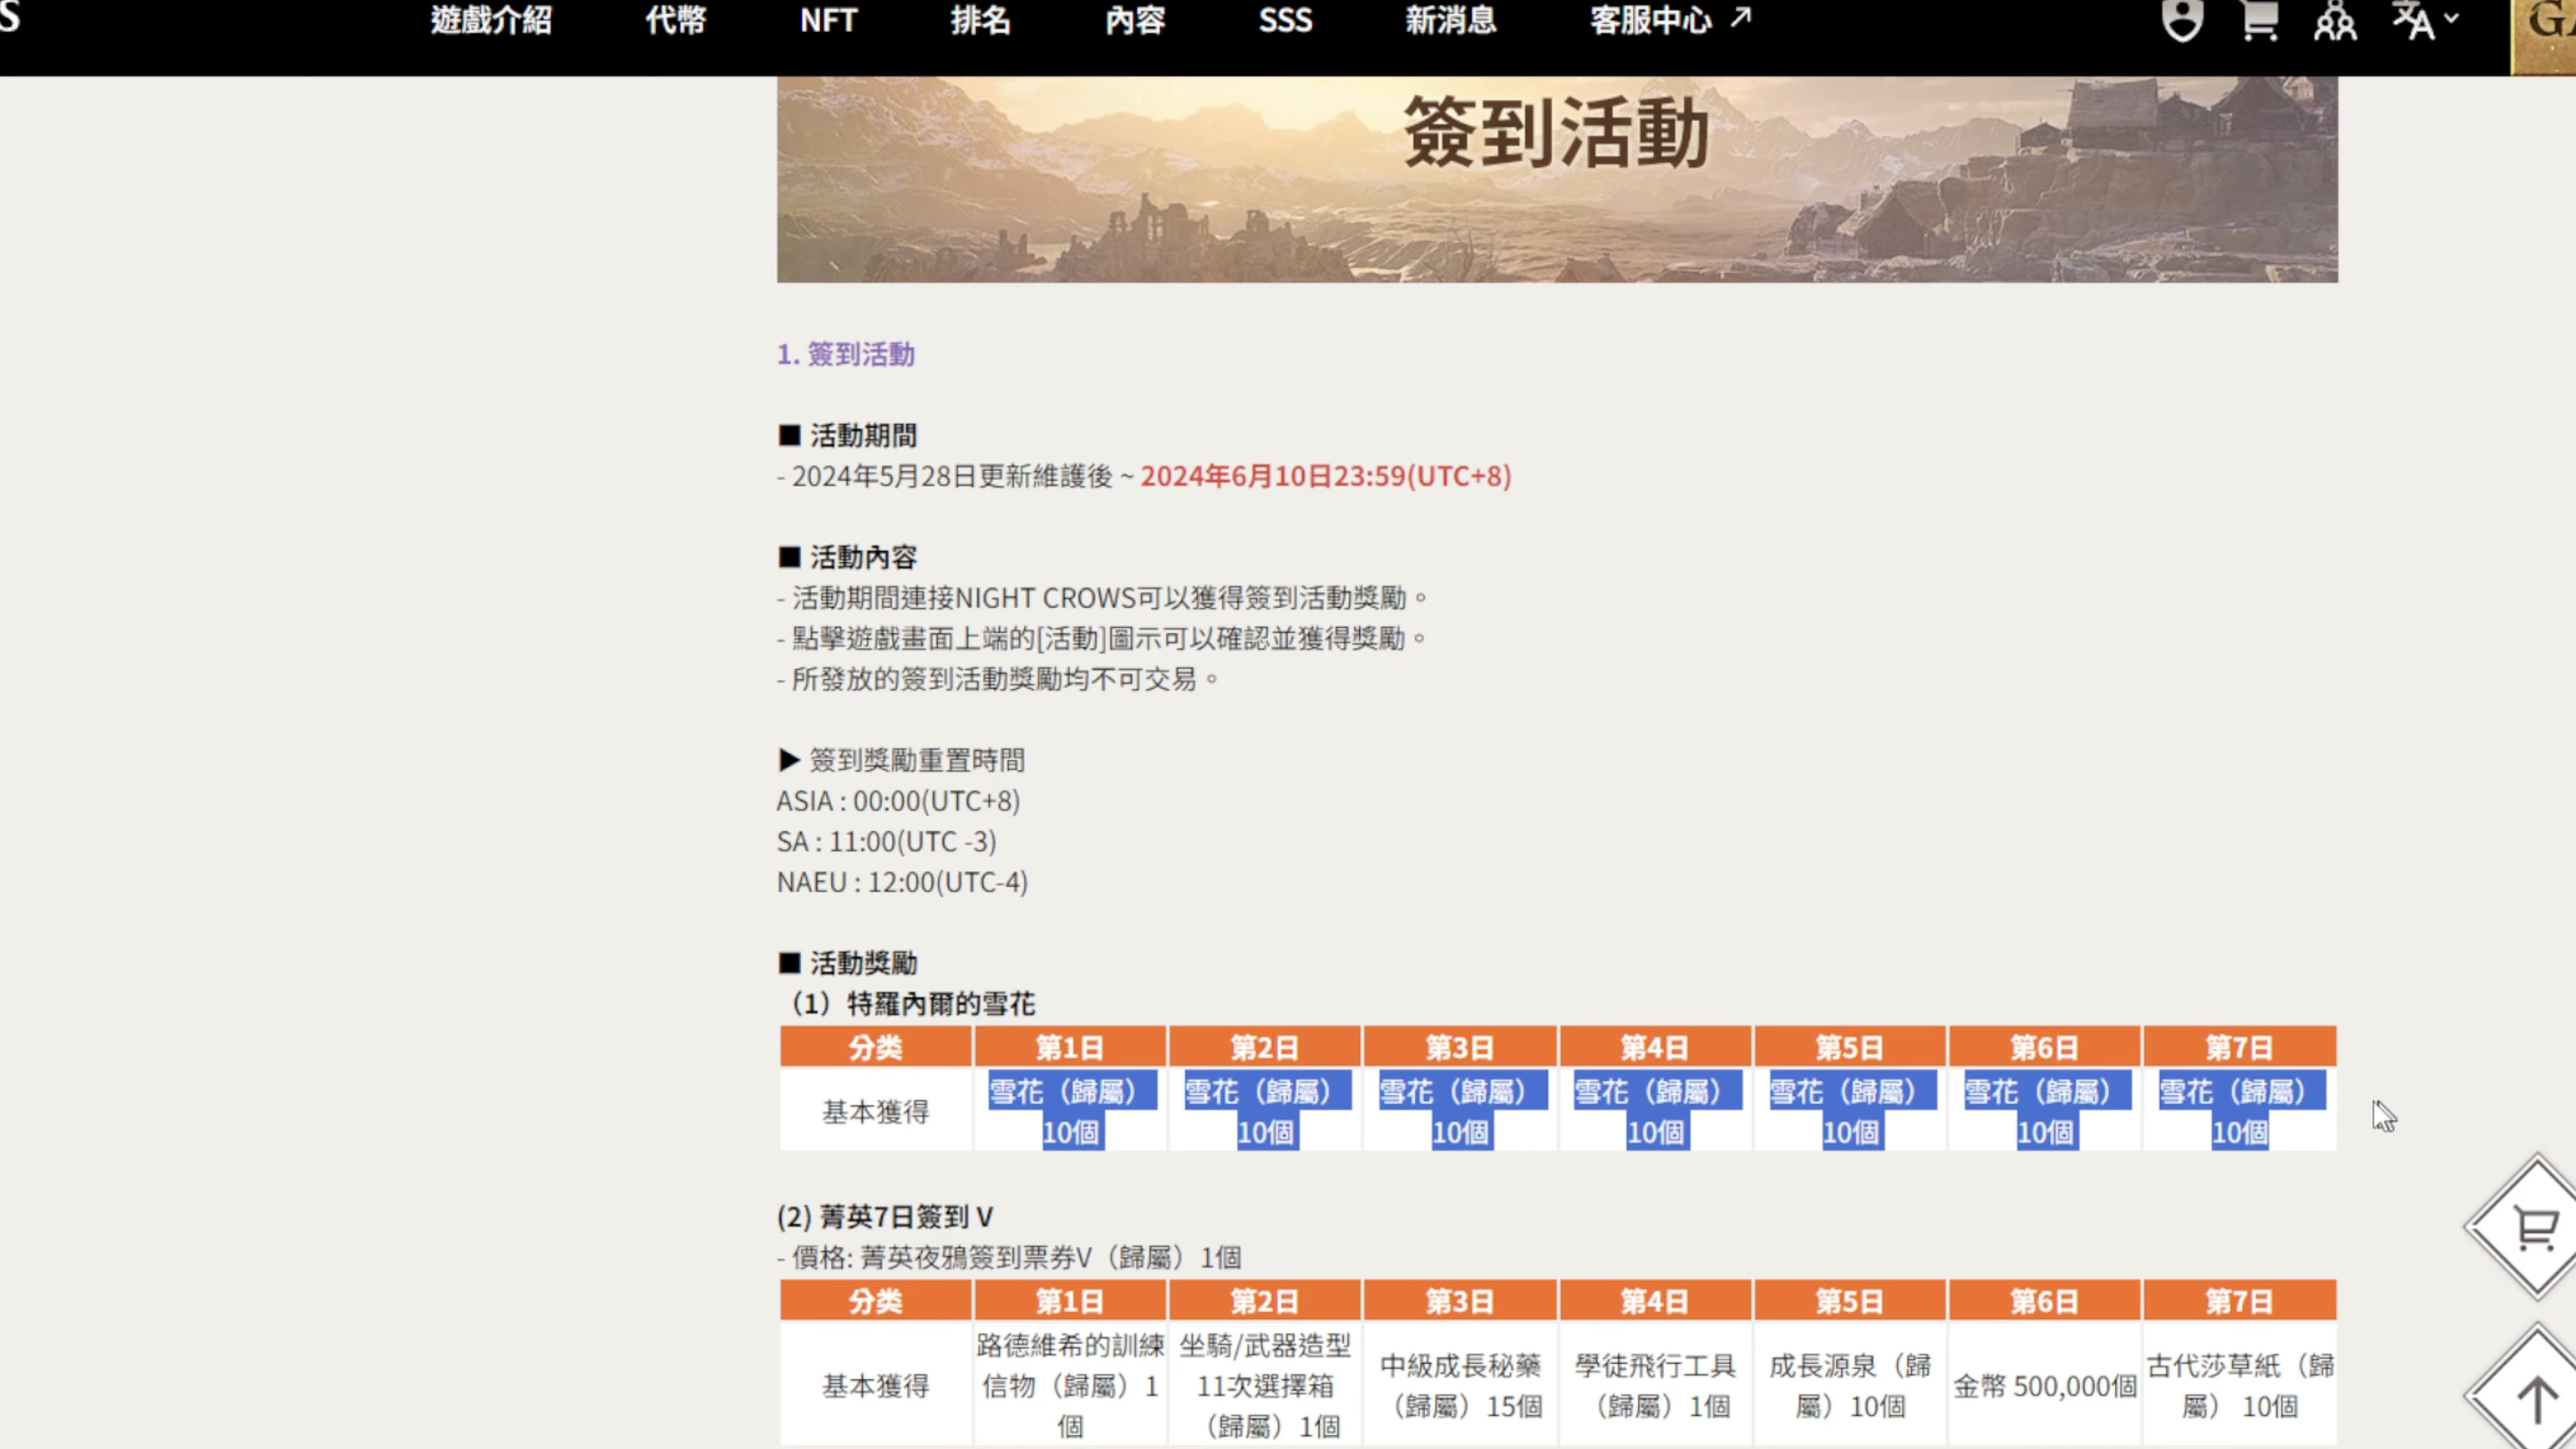 S
遊戲介紹 代幣 NFT 排名 內容 SSS 新消息 客服中心
簽到活動
1. 簽到活動
■ 活動期間
- 2024年5月28日更新維護後 ~ 2024年6月10日23:59(UTC+8)
■ 活動內容
- 活動期間連接NIGHT CROWS可以獲得簽到活動獎勵。
- 點擊遊戲畫面上端的[活動]圖示可以確認並獲得獎勵。
- 所發放的簽到活動獎勵均不可交易。
▶ 簽到獎勵重置時間
ASIA : 00:00(UTC+8)
SA : 11:00(UTC -3)
NAEU : 12:00(UTC-4)
■ 活動獎勵
（1）特羅內爾的雪花
分类 第1日 第2日 第3日 第4日 第5日 第6日 第7日
基本獲得 雪花（歸屬）10個 雪花（歸屬）10個 雪花（歸屬）10個 雪花（歸屬）10個 雪花（歸屬）10個 雪花（歸屬）10個 雪花（歸屬）10個
(2) 菁英7日簽到 V
- 價格: 菁英夜鴉簽到票券V（歸屬）1個
分类 第1日 第2日 第3日 第4日 第5日 第6日 第7日
基本獲得 路德維希的訓練信物（歸屬）1個 坐騎/武器造型11次選擇箱（歸屬）1個 中級成長秘藥（歸屬）15個 學徒飛行工具（歸屬）1個 成長源泉（歸屬）10個 金幣 500,000個 古代莎草紙（歸屬） 10個